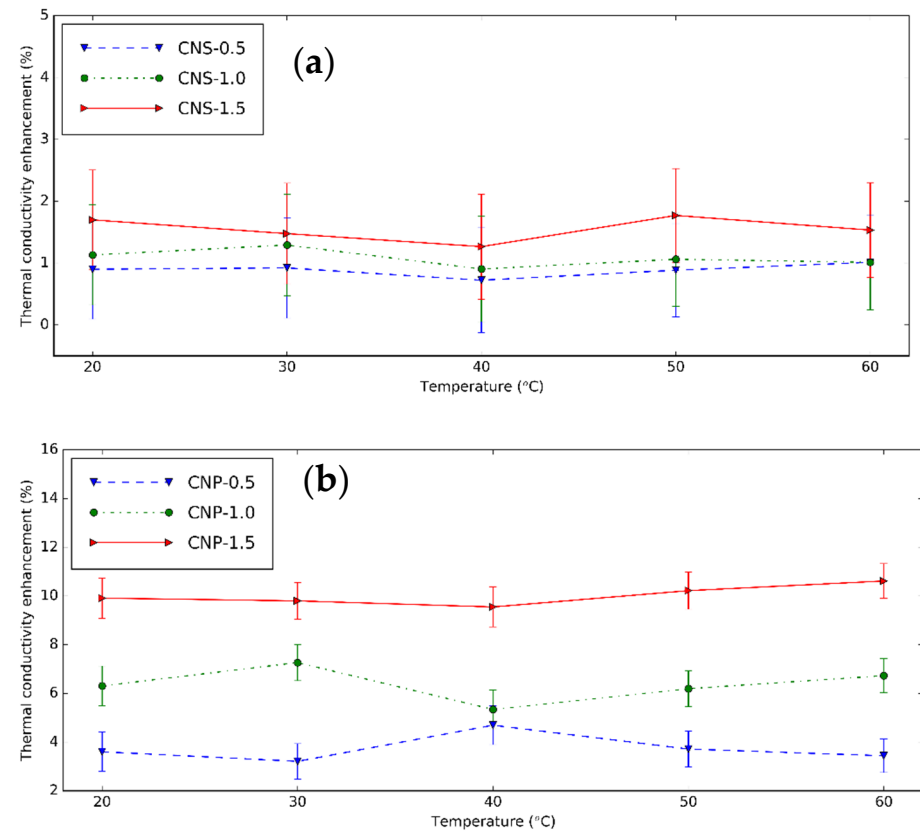 5
4
3
2
1
0
Thermal conductivity enhancement (%)
CNS-0.5
CNS-1.0
CNS-1.5
(a)
20 30 40 50 60
Temperature (°C)
16
14
12
10
8
6
4
2
Thermal conductivity enhancement (%)
CNP-0.5
CNP-1.0
CNP-1.5
(b)
20 30 40 50 60
Temperature (°C)